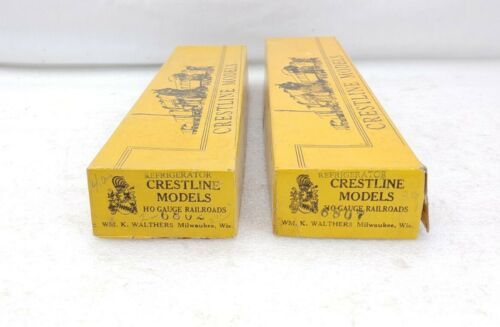 CRESTLINE MODELS
REFRIGERATOR
CRESTLINE
MODELS
HO GAUGE RAILROADS
6802
WM. K. WALTHERS Milwaukee, Wis.
CRESTLINE MODELS
REFRIGERATOR
CRESTLINE
MODELS
HO GAUGE RAILROADS
6807
WM. K. WALTHERS Milwaukee, Wis.